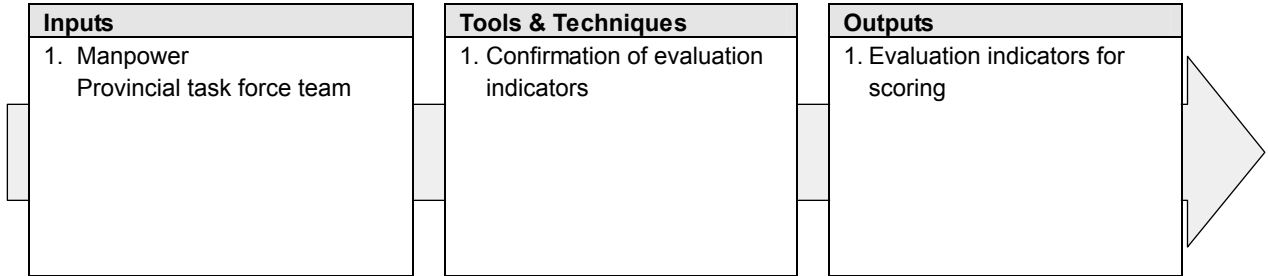 Inputs
1. Manpower
Provincial task force team
Tools & Techniques
1. Confirmation of evaluation
indicators
Outputs
1. Evaluation indicators for
scoring